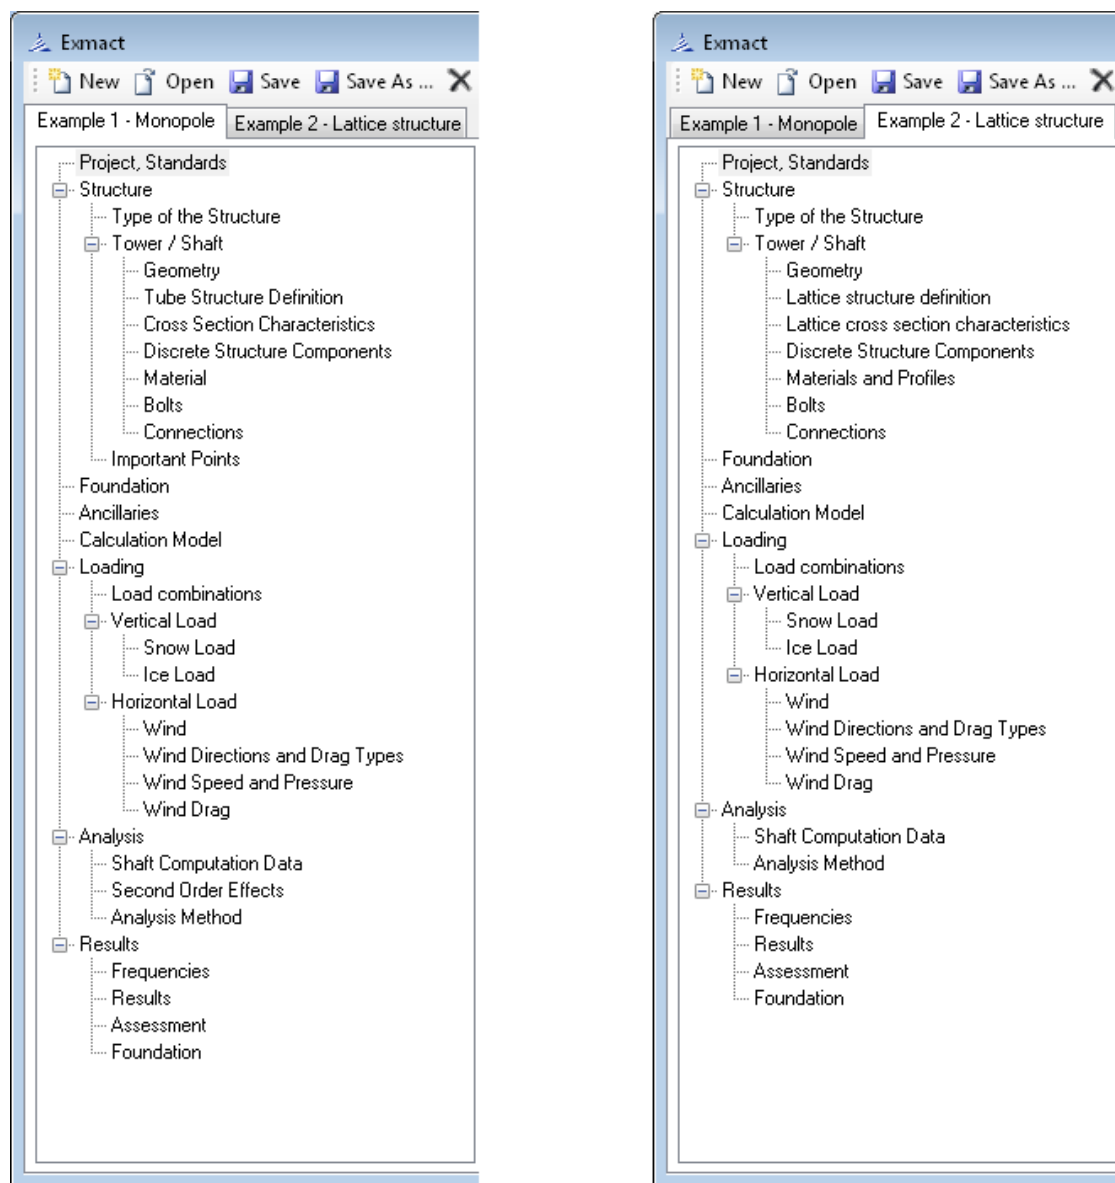 Exmact
New Open Save Save As ...
Example 1 - Monopole Example 2 - Lattice structure
Project, Standards
Structure
Type of the Structure
Tower / Shaft
Geometry
Tube Structure Definition
Cross Section Characteristics
Discrete Structure Components
Material
Bolts
Connections
Important Points
Foundation
Ancillaries
Calculation Model
Loading
Load combinations
Vertical Load
Snow Load
Ice Load
Horizontal Load
Wind
Wind Directions and Drag Types
Wind Speed and Pressure
Wind Drag
Analysis
Shaft Computation Data
Second Order Effects
Analysis Method
Results
Frequencies
Results
Assessment
Foundation
Exmact
New Open Save Save As ...
Example 1 - Monopole Example 2 - Lattice structure
Project, Standards
Structure
Type of the Structure
Tower / Shaft
Geometry
Lattice structure definition
Lattice cross section characteristics
Discrete Structure Components
Materials and Profiles
Bolts
Connections
Foundation
Ancillaries
Calculation Model
Loading
Load combinations
Vertical Load
Snow Load
Ice Load
Horizontal Load
Wind
Wind Directions and Drag Types
Wind Speed and Pressure
Wind Drag
Analysis
Shaft Computation Data
Analysis Method
Results
Frequencies
Results
Assessment
Foundation